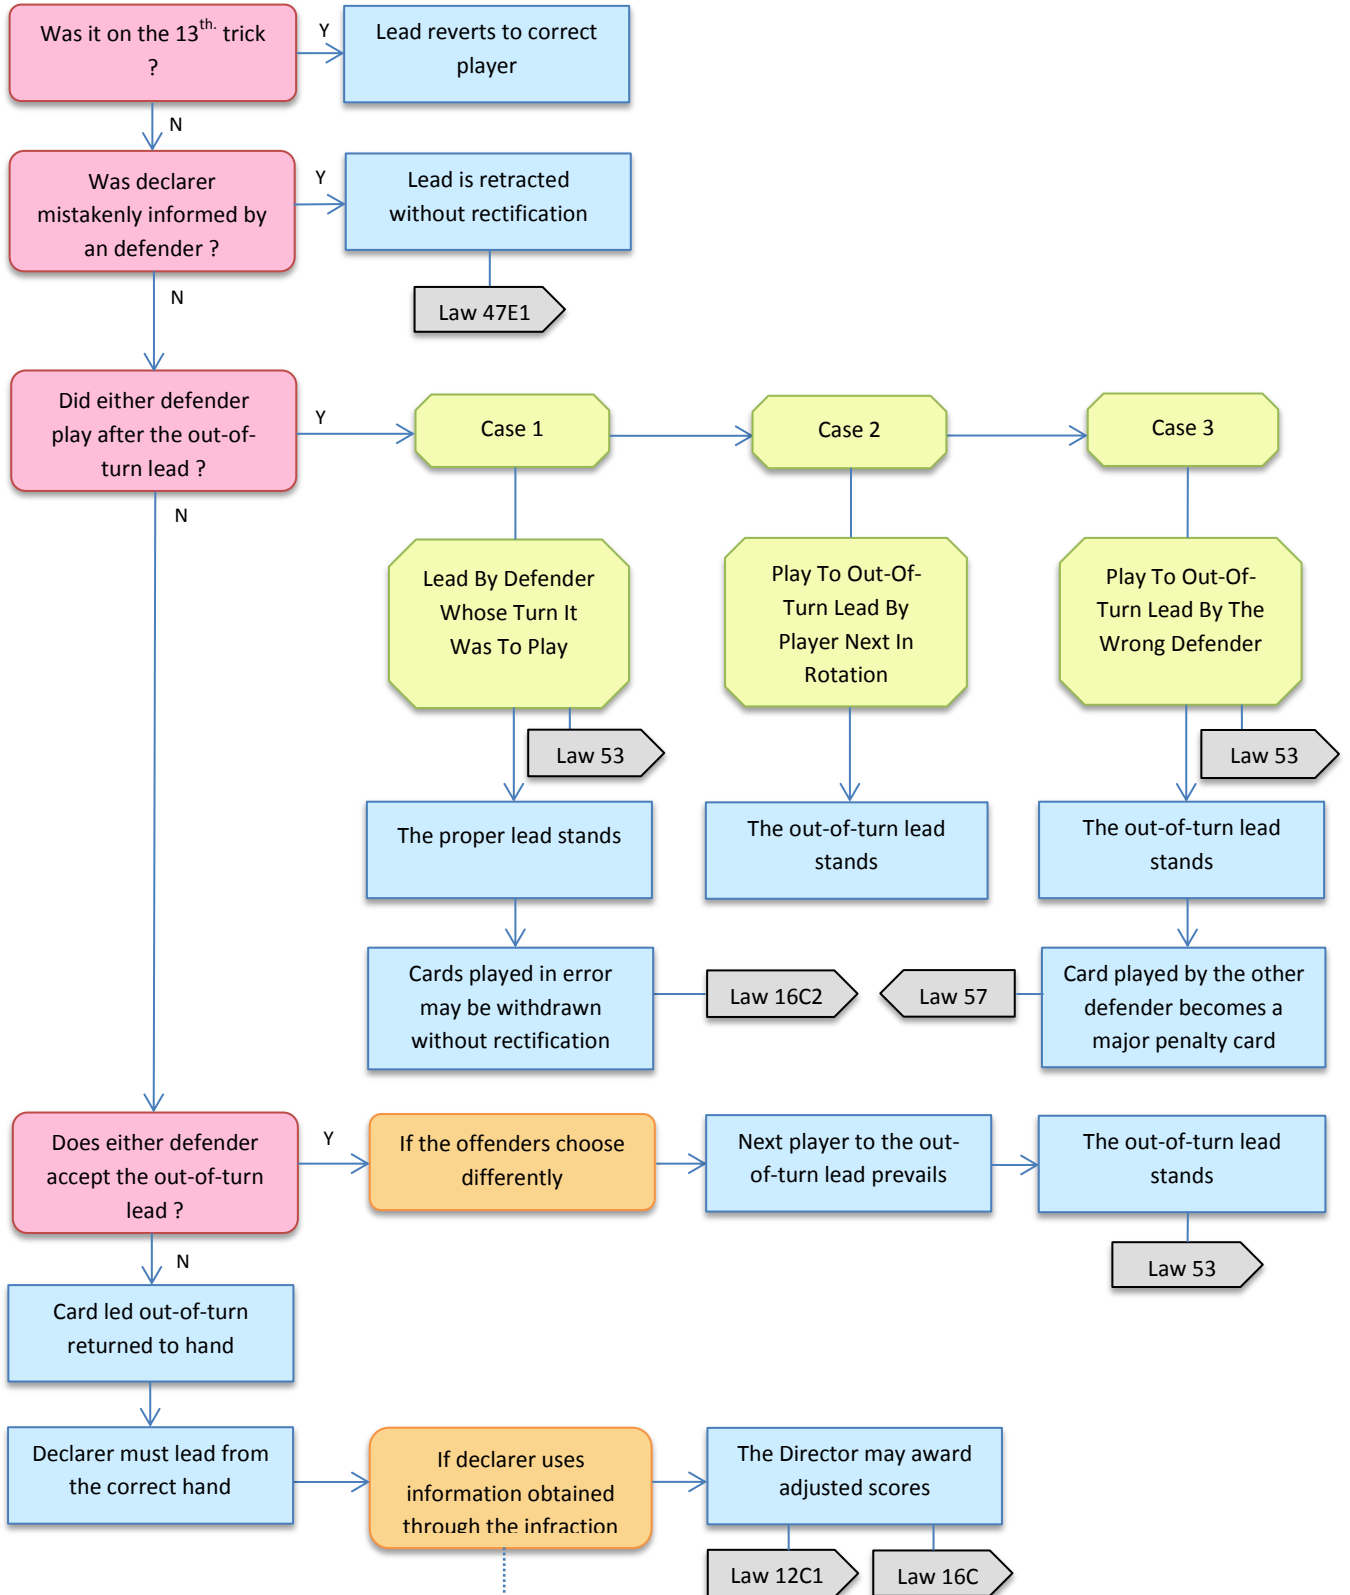 Was it on the 13th. trick
?
Y
Lead reverts to correct
player
N
Was declarer
mistakenly informed by
an defender ?
Y
Lead is retracted
without rectification
Law 47E1
N
Did either defender
play after the out-of-
turn lead ?
Y
Case 1
Case 2
Case 3
N
Lead By Defender
Whose Turn It
Was To Play
Play To Out-Of-
Turn Lead By
Player Next In
Rotation
Play To Out-Of-
Turn Lead By The
Wrong Defender
Law 53
Law 53
The proper lead stands
The out-of-turn lead
stands
The out-of-turn lead
stands
Cards played in error
may be withdrawn
without rectification
Law 16C2
Law 57
Card played by the other
defender becomes a
major penalty card
Does either defender
accept the out-of-turn
lead ?
Y
If the offenders choose
differently
Next player to the out-
of-turn lead prevails
The out-of-turn lead
stands
Law 53
N
Card led out-of-turn
returned to hand
Declarer must lead from
the correct hand
If declarer uses
information obtained
through the infraction
The Director may award
adjusted scores
Law 12C1
Law 16C